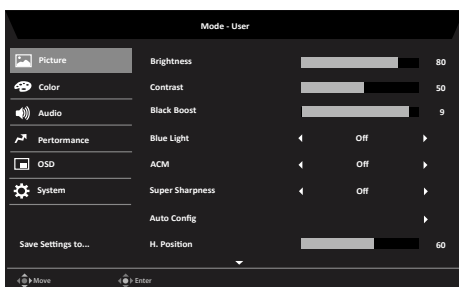 Mode - User
Picture
Brightness 80
Color
Contrast 50
Audio
Black Boost 9
Pertormance
Blue Light Off
OSD
ACM Off
System
Super Sharpness Off
Auto Config
Save Settings to...
H. Position 60
Move Enter